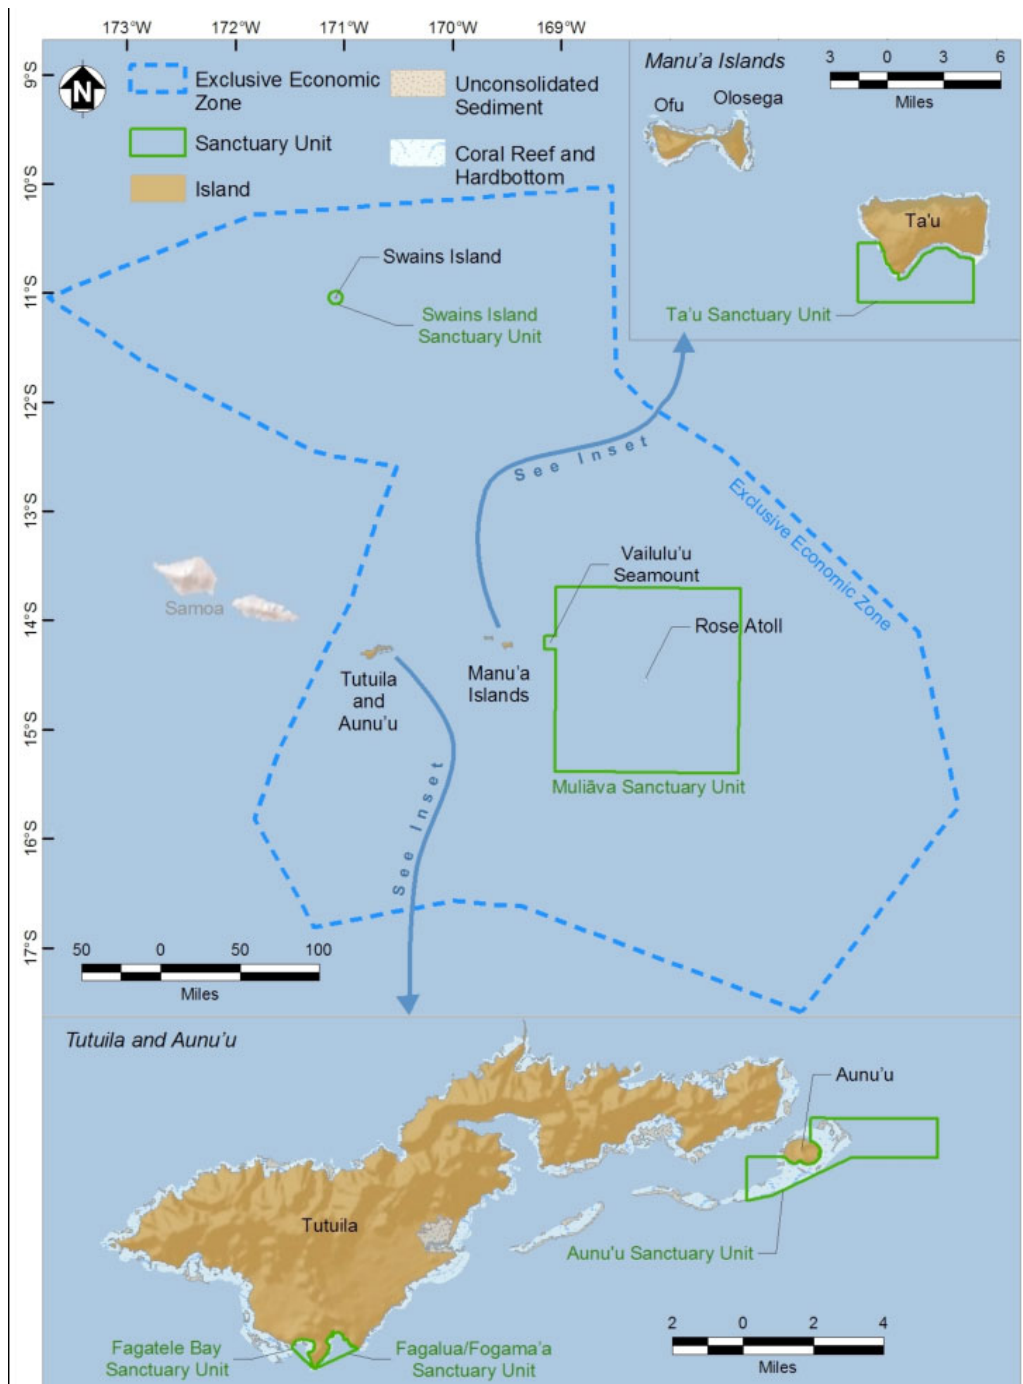 173°W
172°W
171°W
170°W
169°W
9°S
10°S
11°S
12°S
13°S
14°S
15°S
16°S
17°S
N
Exclusive Economic
Zone
Sanctuary Unit
Island
Unconsolidated
Sediment
Coral Reef and
Hardbottom
Manu'a Islands
3 0 3 6
Miles
Ofu
Olosega
Ta'u
Ta'u Sanctuary Unit
Swains Island
Swains Island
Sanctuary Unit
See Inset
Exclusive Economic Zone
Vailulu'u
Seamount
Rose Atoll
Samoa
Tutuila
and
Aunu'u
Manu'a
Islands
Muliāva Sanctuary Unit
See Inset
50 0 50 100
Miles
Tutuila and Aunu'u
Aunu'u
Tutuila
Aunu'u Sanctuary Unit
Fagatele Bay
Sanctuary Unit
Fagalua/Fogama'a
Sanctuary Unit
2 0 2 4
Miles